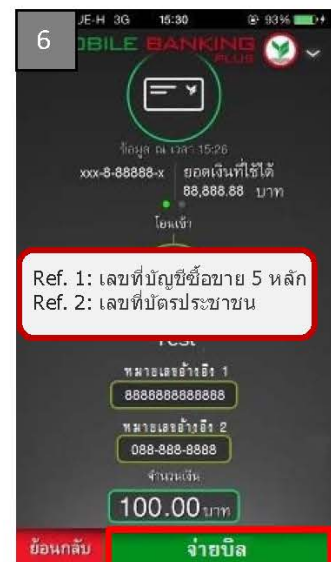 6
JE-H 3G 15:30 @ 93%
OBILE BANKING
PLUS
ข้อมูล ณ เวลา 15:26
xxx-8-88888-x ยอดเงินที่ใช้ได้
88,888.88 บาท
โอนเข้า
Ref. 1: เลขที่บัญชีซื้อขาย 5 หลัก
Ref. 2: เลขที่บัตรประชาชน
Test
หมายเลขอ้างอิง 1
8888888888888
หมายเลขอ้างอิง 2
088-888-8888
จำนวนเงิน
100.00 บาท
ย้อนกลับ จ่ายบิล